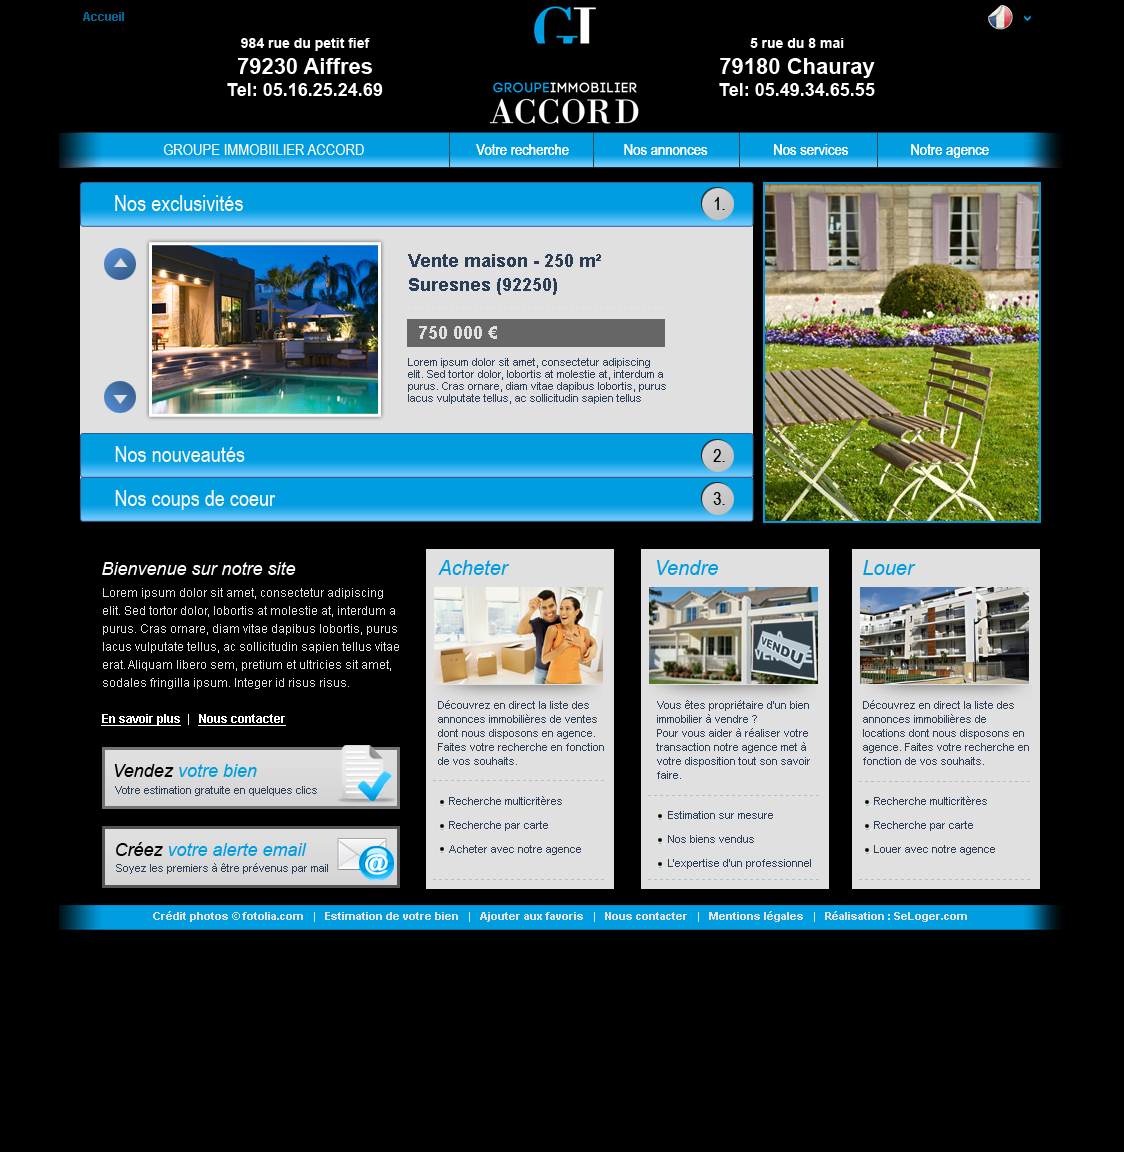 Accueil
GI
984 rue du petit fief
79230 Aiffres
Tel: 05.16.25.24.69
GROUPEIMMOBILIER
ACCORD
5 rue du 8 mai
79180 Chauray
Tel: 05.49.34.65.55
GROUPE IMMOBIILIER ACCORD
Votre recherche
Nos annonces
Nos services
Notre agence
Nos exclusivités
1.
Vente maison - 250 m²
Suresnes (92250)
750 000 €
Lorem ipsum dolor sit amet, consectetur adipiscing
elit. Sed tortor dolor, lobortis at molestie at, interdum a
purus. Cras ornare, diam vitae dapibus lobortis, purus
lacus vulputate tellus, ac sollicitudin sapien tellus
Nos nouveautés
2.
Nos coups de coeur
3.
Bienvenue sur notre site
Lorem ipsum dolor sit amet, consectetur adipiscing
elit. Sed tortor dolor, lobortis at molestie at, interdum a
purus. Cras ornare, diam vitae dapibus lobortis, purus
lacus vulputate tellus, ac sollicitudin sapien tellus vitae
erat. Aliquam libero sem, pretium et ultricies sit amet,
sodales fringilla ipsum. Integer id risus risus.
En savoir plus | Nous contacter
Vendez votre bien
Votre estimation gratuite en quelques clics
Créez votre alerte email
Soyez les premiers à être prévenus par mail
@
Acheter
Découvrez en direct la liste des
annonces immobilières de ventes
dont nous disposons en agence.
Faites votre recherche en fonction
de vos souhaits.
• Recherche multicritères
• Recherche par carte
• Acheter avec notre agence
Vendre
VENDU
VENDRE
Vous êtes propriétaire d'un bien
immobilier à vendre ?
Pour vous aider à réaliser votre
transaction notre agence met à
votre disposition tout son savoir
faire.
• Estimation sur mesure
• Nos biens vendus
• L'expertise d'un professionnel
Louer
Découvrez en direct la liste des
annonces immobilières de
locations dont nous disposons en
agence. Faites votre recherche en
fonction de vos souhaits.
• Recherche multicritères
• Recherche par carte
• Louer avec notre agence
Crédit photos © fotolia.com | Estimation de votre bien | Ajouter aux favoris | Nous contacter | Mentions légales | Réalisation : SeLoger.com